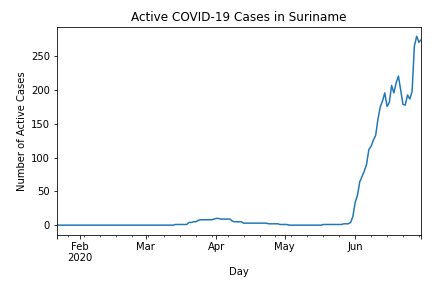 Active COVID-19 Cases in Suriname
Number of Active Cases
250
200
150
100
50
0
Feb
2020
Mar
Apr
May
Jun
Day